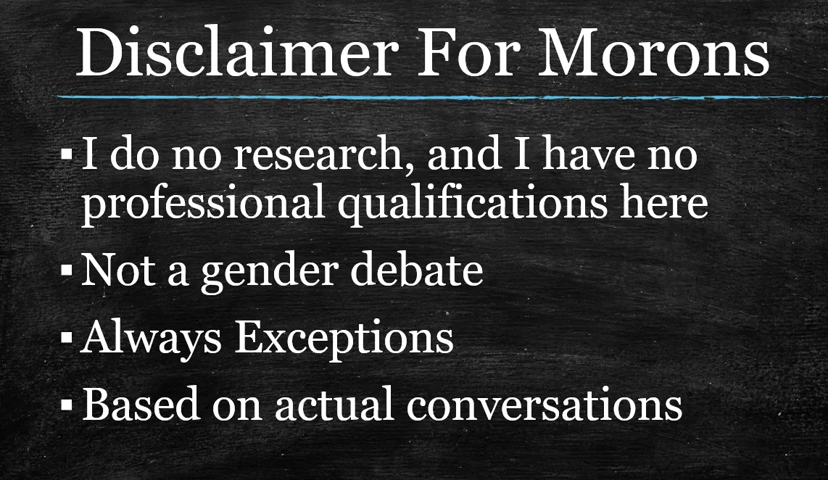 Disclaimer For Morons
▪ I do no research, and I have no
professional qualifications here
▪ Not a gender debate
▪ Always Exceptions
▪ Based on actual conversations